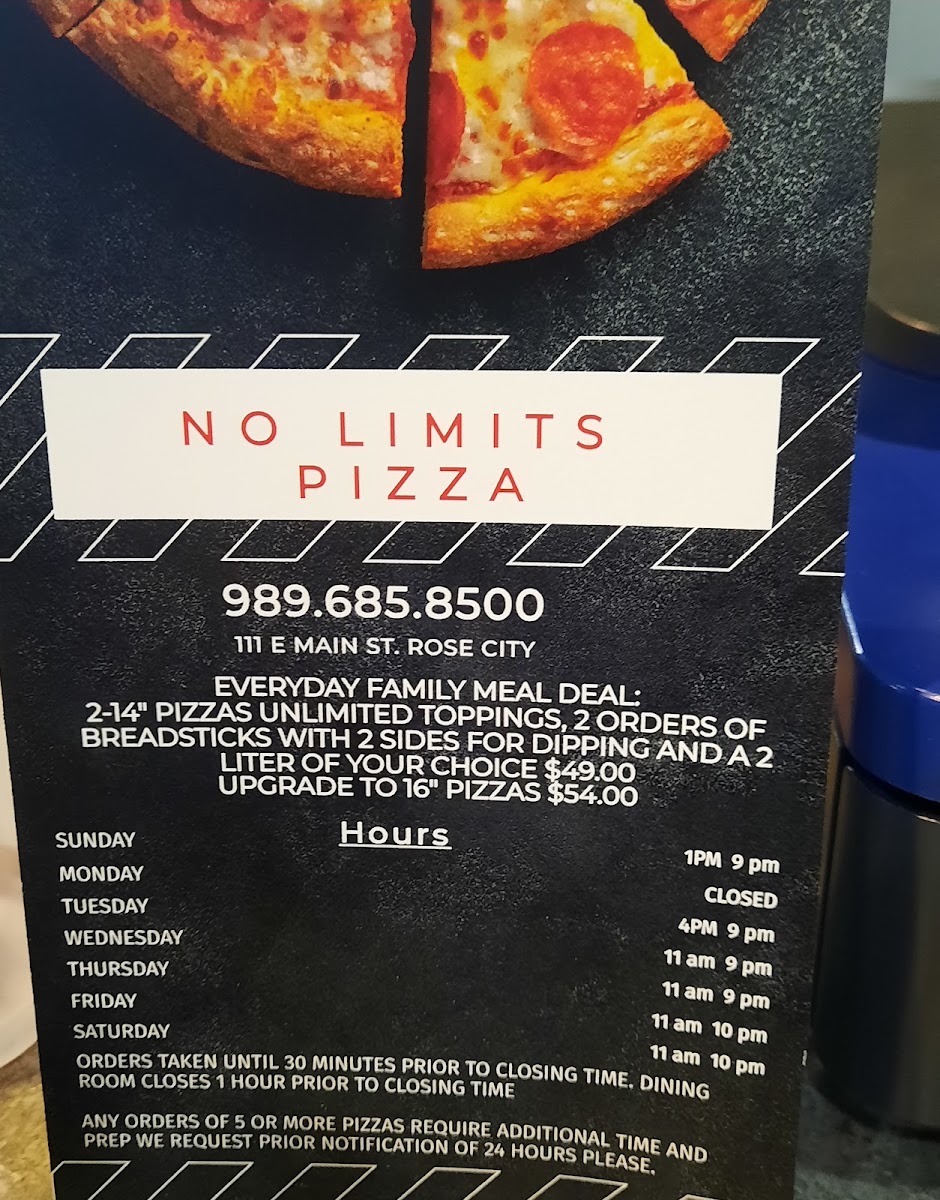 NO LIMITS
PIZZA
989.685.8500
111 E MAIN ST. ROSE CITY
EVERYDAY FAMILY MEAL DEAL:
2-14" PIZZAS UNLIMITED TOPPINGS, 2 ORDERS OF
BREADSTICKS WITH 2 SIDES FOR DIPPING AND A 2
LITER OF YOUR CHOICE $49.00
UPGRADE TO 16" PIZZAS $54.00
Hours
SUNDAY 1PM 9 pm
MONDAY CLOSED
TUESDAY 4PM 9 pm
WEDNESDAY 11 am 9 pm
THURSDAY 11 am 9 pm
FRIDAY 11 am 10 pm
SATURDAY 11 am 10 pm
ORDERS TAKEN UNTIL 30 MINUTES PRIOR TO CLOSING TIME. DINING
ROOM CLOSES 1 HOUR PRIOR TO CLOSING TIME
ANY ORDERS OF 5 OR MORE PIZZAS REQUIRE ADDITIONAL TIME AND
PREP WE REQUEST PRIOR NOTIFICATION OF 24 HOURS PLEASE.